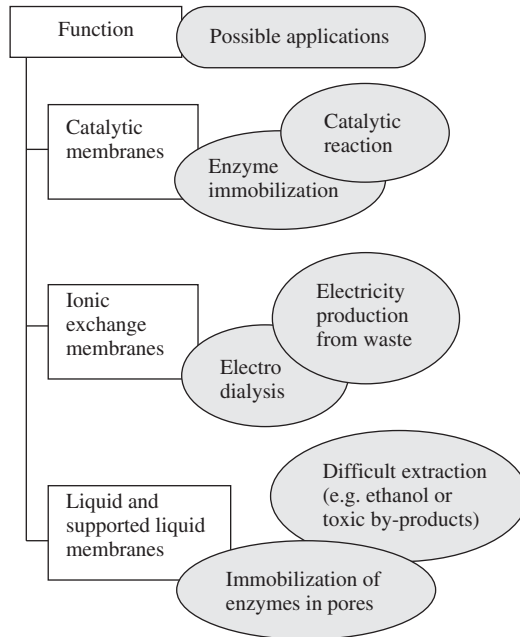 Function
Possible applications
Catalytic
membranes
Enzyme
immobilization
Catalytic
reaction
Ionic
exchange
membranes
Electro
dialysis
Electricity
production
from waste
Liquid and
supported liquid
membranes
Difficult extraction
(e.g. ethanol or
toxic by-products)
Immobilization of
enzymes in pores